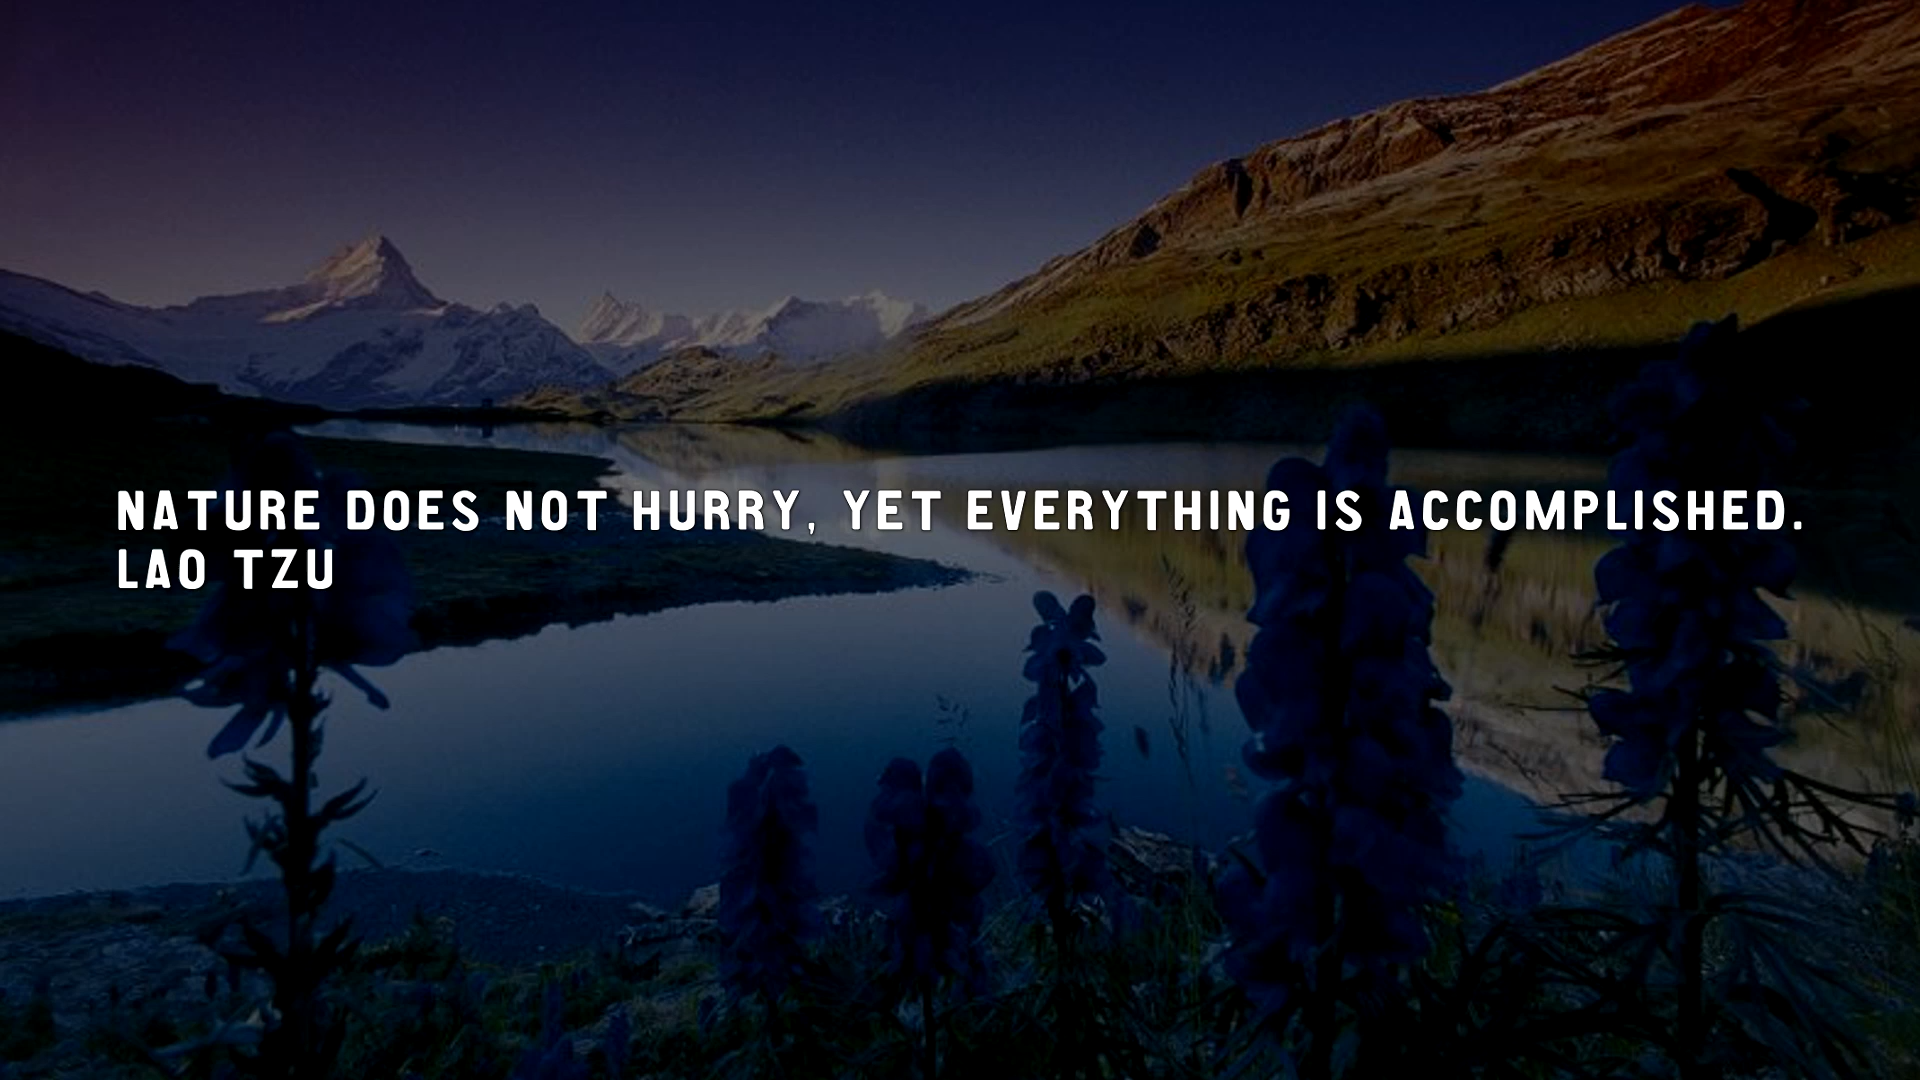 NATURE DOES NOT HURRY, YET EVERYTHING IS ACCOMPLISHED.
LAO TZU